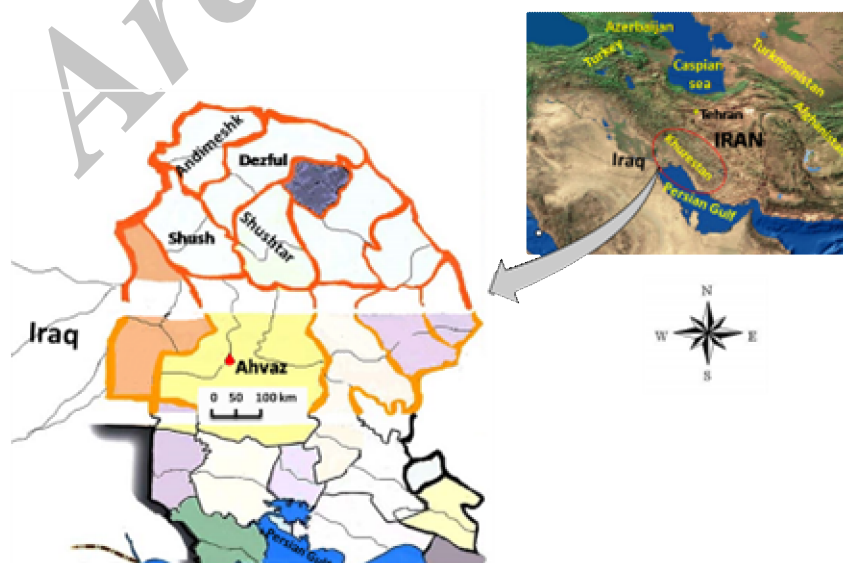 Andimeshk
Dezful
Shush
Shushtar
Iraq
Ahvaz
0 50 100 km
Persian Gulf
Azerbaijan
Turkey
Caspian
sea
Turkmenistan
Tehran
IRAN
Afghanistan
Khurestan
Iraq
Persian Gulf
N
W E
S